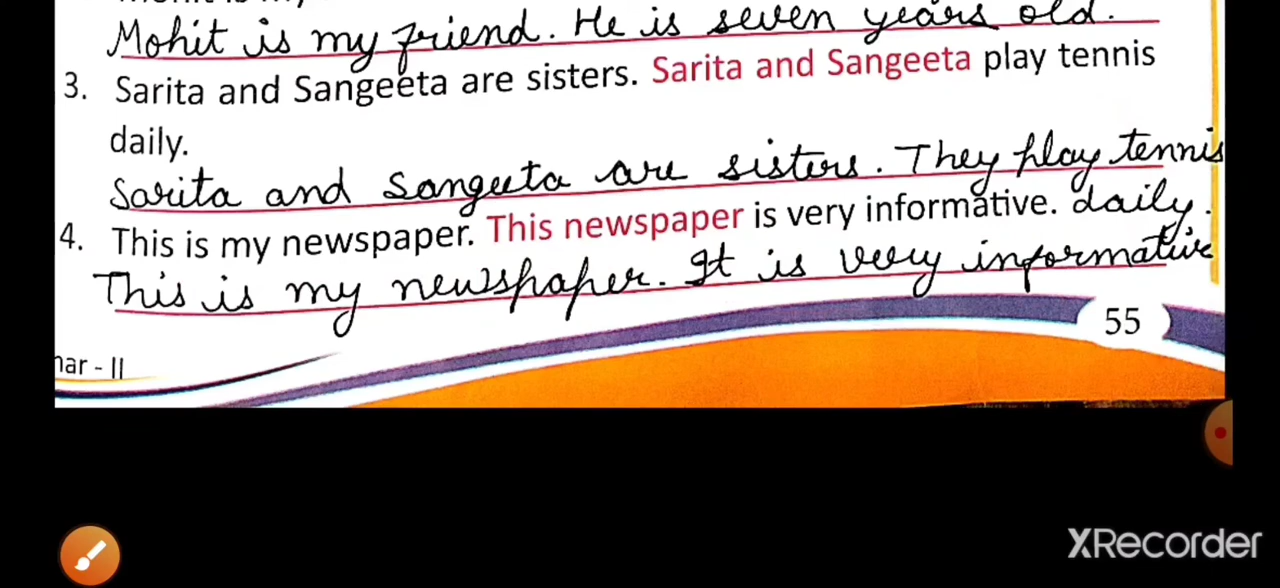 Mohit is my friend. He is seven years old.
3. Sarita and Sangeeta are sisters. Sarita and Sangeeta play tennis
daily.
Sarita and Sangeeta are sisters. They play tennis
daily.
4. This is my newspaper. This newspaper is very informative.
This is my newspaper. It is very informative
55
nar - II
XRecorder